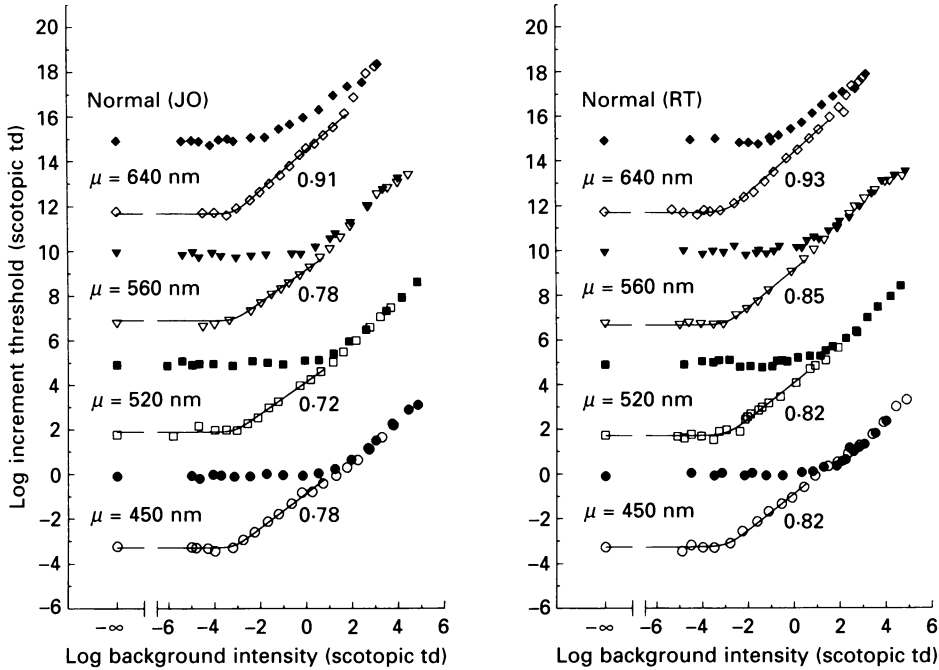 Log increment threshold (scotopic td)
20
18
16
14
12
10
8
6
4
2
0
−2
−4
−6
Normal (JO)
μ = 640 nm
0·91
μ = 560 nm
0·78
μ = 520 nm
0·72
μ = 450 nm
0·78
−∞ −4 −2 0 2 4 6
Log background intensity (scotopic td)
20
18
16
14
12
10
8
6
4
2
0
−2
−4
−6
Normal (RT)
μ = 640 nm
0·93
μ = 560 nm
0·85
μ = 520 nm
0·82
μ = 450 nm
0·82
−∞ −4 −2 0 2 4 6
Log background intensity (scotopic td)